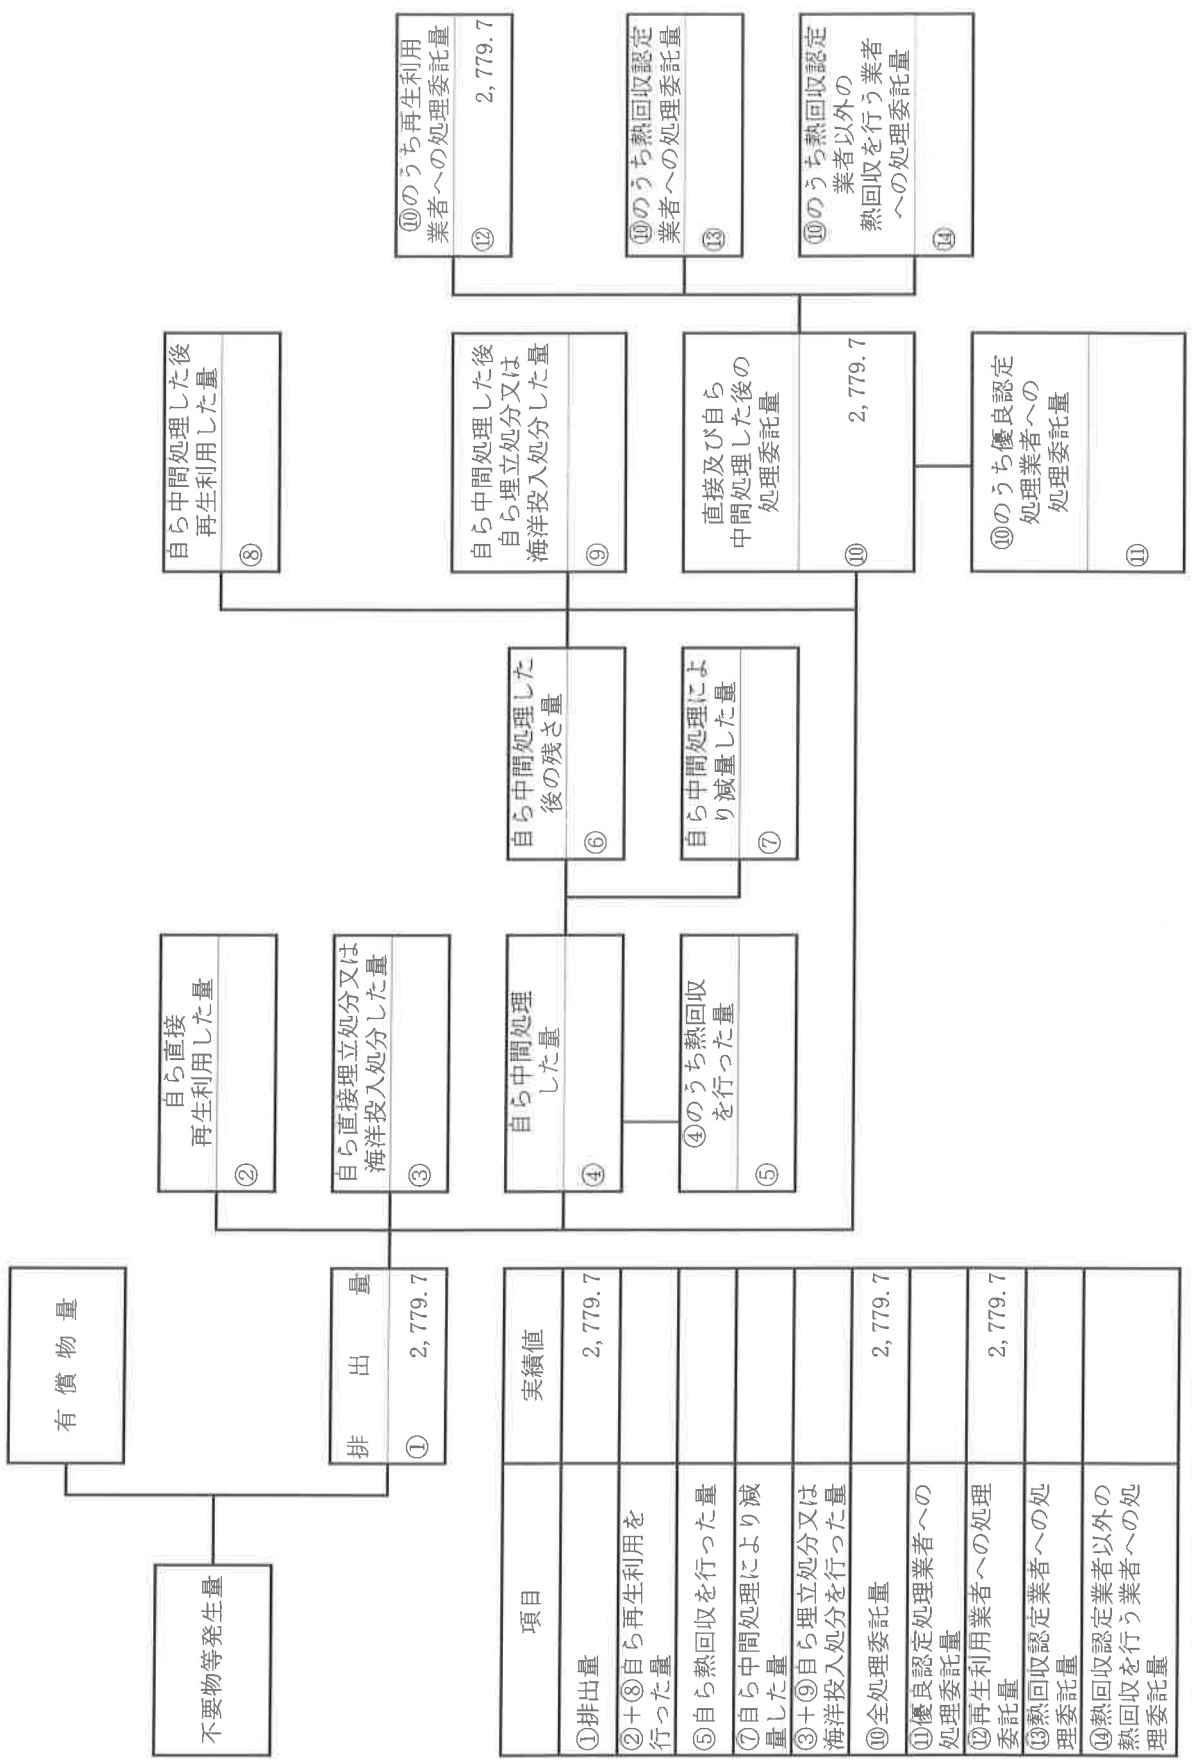 不要物等発生量
有償物量
排出量
① 2,779.7
自ら直接
再生利用した量
②
自ら直接埋立処分又は
海洋投入処分した量
③
自ら中間処理
した量
④
④のうち熱回収
を行った量
⑤
自ら中間処理した
後の残さ量
⑥
自ら中間処理によ
り減量した量
⑦
自ら中間処理した後
再生利用した量
⑧
自ら中間処理した後
自ら埋立処分又は
海洋投入処分した量
⑨
直接及び自ら
中間処理した後の
処理委託量
⑩ 2,779.7
⑩のうち優良認定
処理業者への
処理委託量
⑪
⑩のうち再生利用
業者への処理委託量
⑫ 2,779.7
⑩のうち熱回収認定
業者への処理委託量
⑬
⑩のうち熱回収認定
業者以外の
熱回収を行う業者
への処理委託量
⑭
項目 実績値
①排出量 2,779.7
②+⑧自ら再生利用を
行った量
⑤自ら熱回収を行った量
⑦自ら中間処理により減
量した量
③+⑨自ら埋立処分又は
海洋投入処分を行った量
⑩全処理委託量 2,779.7
⑪優良認定処理業者への
処理委託量
⑫再生利用業者への処理
委託量 2,779.7
⑬熱回収認定業者への処
理委託量
⑭熱回収認定業者以外の
熱回収を行う業者への処
理委託量